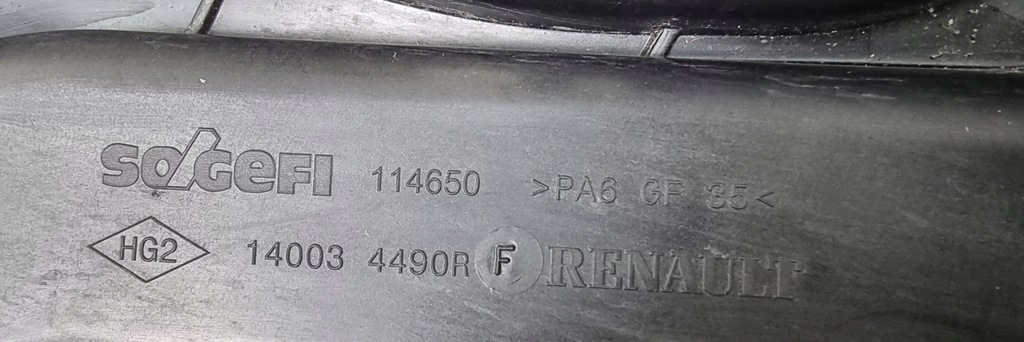 SOGEFI 114650 >PA6 GF 35<
HG2 14003 4490R F RENAULT